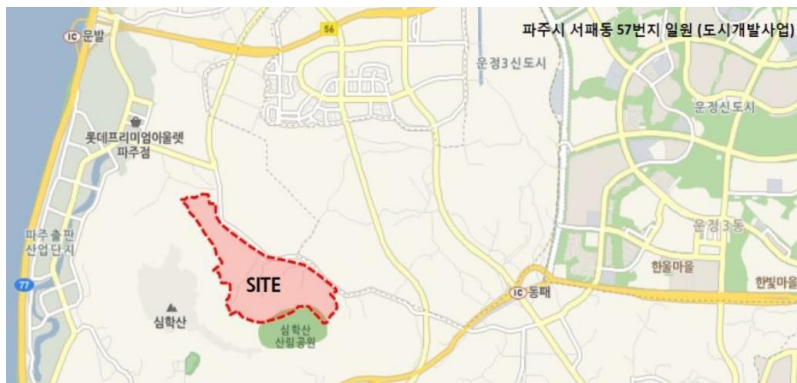 파주시 서패동 57번지 일원 (도시개발사업)
IC 문발
56
운정3신도시
운정신도시
롯데프리미엄아울렛
파주점
파주출판
산업단지
운정3동
77
SITE
한울마을
한빛마을
IC 동패
심학산
심학산
산림공원